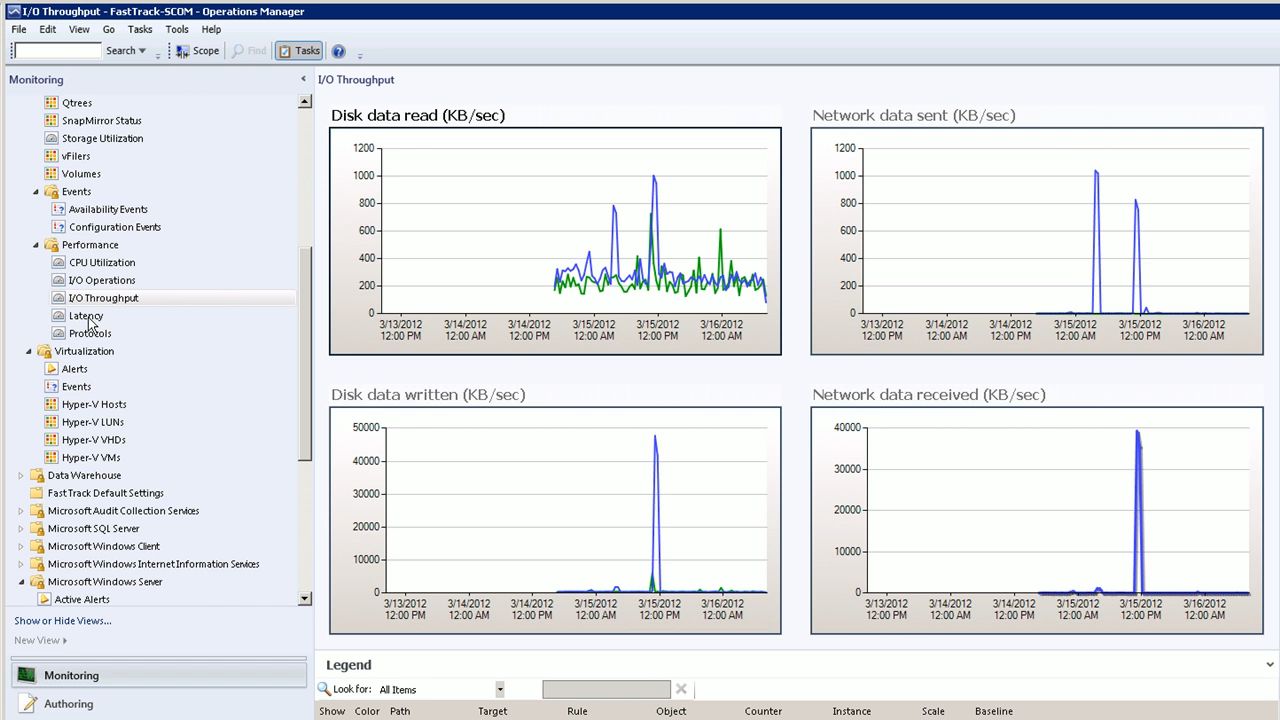 I/O Throughput - FastTrack-SCOM - Operations Manager
File Edit View Go Tasks Tools Help
Search Scope Find Tasks
Monitoring
Qtrees
SnapMirror Status
Storage Utilization
vFilers
Volumes
Events
Availability Events
Configuration Events
Performance
CPU Utilization
I/O Operations
I/O Throughput
Latency
Protocols
Virtualization
Alerts
Events
Hyper-V Hosts
Hyper-V LUNs
Hyper-V VHDs
Hyper-V VMs
Data Warehouse
FastTrack Default Settings
Microsoft Audit Collection Services
Microsoft SQL Server
Microsoft Windows Client
Microsoft Windows Internet Information Services
Microsoft Windows Server
Active Alerts
Show or Hide Views...
New View
Monitoring
Authoring
I/O Throughput
Disk data read (KB/sec)
1200
1000
800
600
400
200
0
3/13/2012 3/14/2012 3/14/2012 3/15/2012 3/15/2012 3/16/2012
12:00 PM 12:00 AM 12:00 PM 12:00 AM 12:00 PM 12:00 AM
Network data sent (KB/sec)
1200
1000
800
600
400
200
0
3/13/2012 3/14/2012 3/14/2012 3/15/2012 3/15/2012 3/16/2012
12:00 PM 12:00 AM 12:00 PM 12:00 AM 12:00 PM 12:00 AM
Disk data written (KB/sec)
50000
40000
30000
20000
10000
0
3/13/2012 3/14/2012 3/14/2012 3/15/2012 3/15/2012 3/16/2012
12:00 PM 12:00 AM 12:00 PM 12:00 AM 12:00 PM 12:00 AM
Network data received (KB/sec)
40000
30000
20000
10000
0
3/13/2012 3/14/2012 3/14/2012 3/15/2012 3/15/2012 3/16/2012
12:00 PM 12:00 AM 12:00 PM 12:00 AM 12:00 PM 12:00 AM
Legend
Look for: All Items
Show Color Path Target Rule Object Counter Instance Scale Baseline